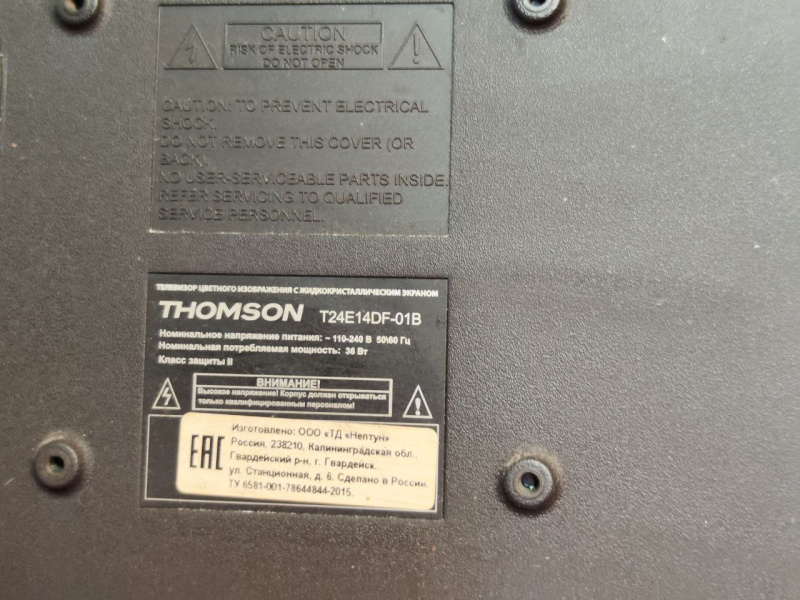 CAUTION
RISK OF ELECTRIC SHOCK
DO NOT OPEN
CAUTION: TO PREVENT ELECTRICAL
SHOCK.
DO NOT REMOVE THIS COVER (OR
BACK).
NO USER-SERVICEABLE PARTS INSIDE.
REFER SERVICING TO QUALIFIED
SERVICE PERSONNEL.
ТЕЛЕВИЗОР ЦВЕТНОГО ИЗОБРАЖЕНИЯ С ЖИДКОКРИСТАЛЛИЧЕСКИМ ЭКРАНОМ
THOMSON T24E14DF-01B
Номинальное напряжение питания: ~ 110-240 В 50\60 Гц
Номинальная потребляемая мощность: 36 Вт
Класс защиты II
ВНИМАНИЕ!
Высокое напряжение! Корпус должен открываться
только квалифицированным персоналом!
EAC
Изготовлено: ООО «ТД «Нептун»
Россия, 238210, Калининградская обл.,
Гвардейский р-н, г. Гвардейск,
ул. Станционная, д. 6. Сделано в России.
ТУ 6581-001-78644844-2015.